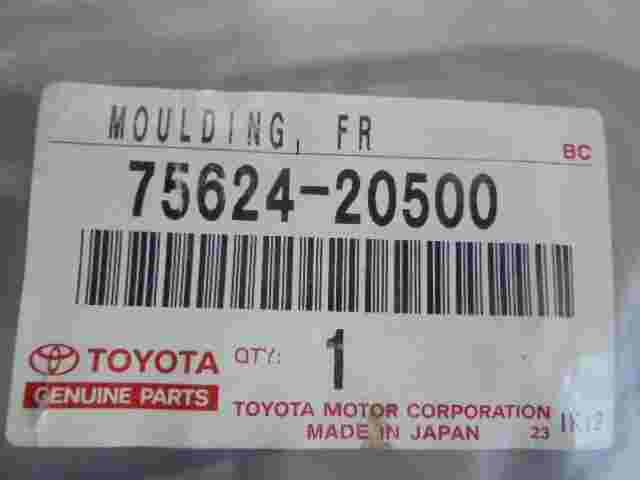 MOULDING, FR
BC
75624-20500
TOYOTA
QTY: 1
GENUINE PARTS
TOYOTA MOTOR CORPORATION
MADE IN JAPAN 23